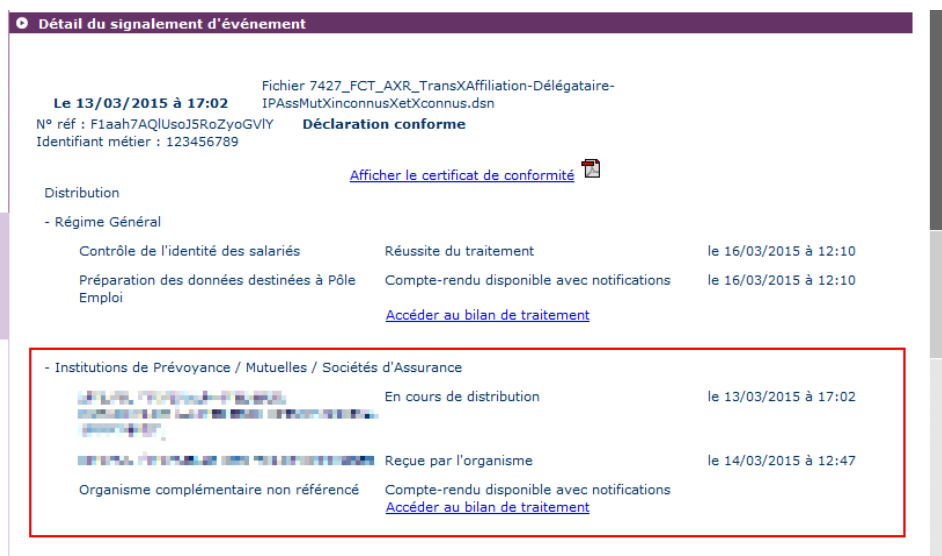 Détail du signalement d'événement
Fichier 7427_FCT_AXR_TransXAffiliation-Délégataire-
Le 13/03/2015 à 17:02 IPAssMutXinconnusXetXconnus.dsn
N° réf : F1aah7AQlUsoJ5RoZyoGVlY Déclaration conforme
Identifiant métier : 123456789
Afficher le certificat de conformité
Distribution
- Régime Général
Contrôle de l'identité des salariés Réussite du traitement le 16/03/2015 à 12:10
Préparation des données destinées à Pôle Compte-rendu disponible avec notifications le 16/03/2015 à 12:10
Emploi
Accéder au bilan de traitement
- Institutions de Prévoyance / Mutuelles / Sociétés d'Assurance
En cours de distribution le 13/03/2015 à 17:02
Reçue par l'organisme le 14/03/2015 à 12:47
Organisme complémentaire non référencé Compte-rendu disponible avec notifications
Accéder au bilan de traitement